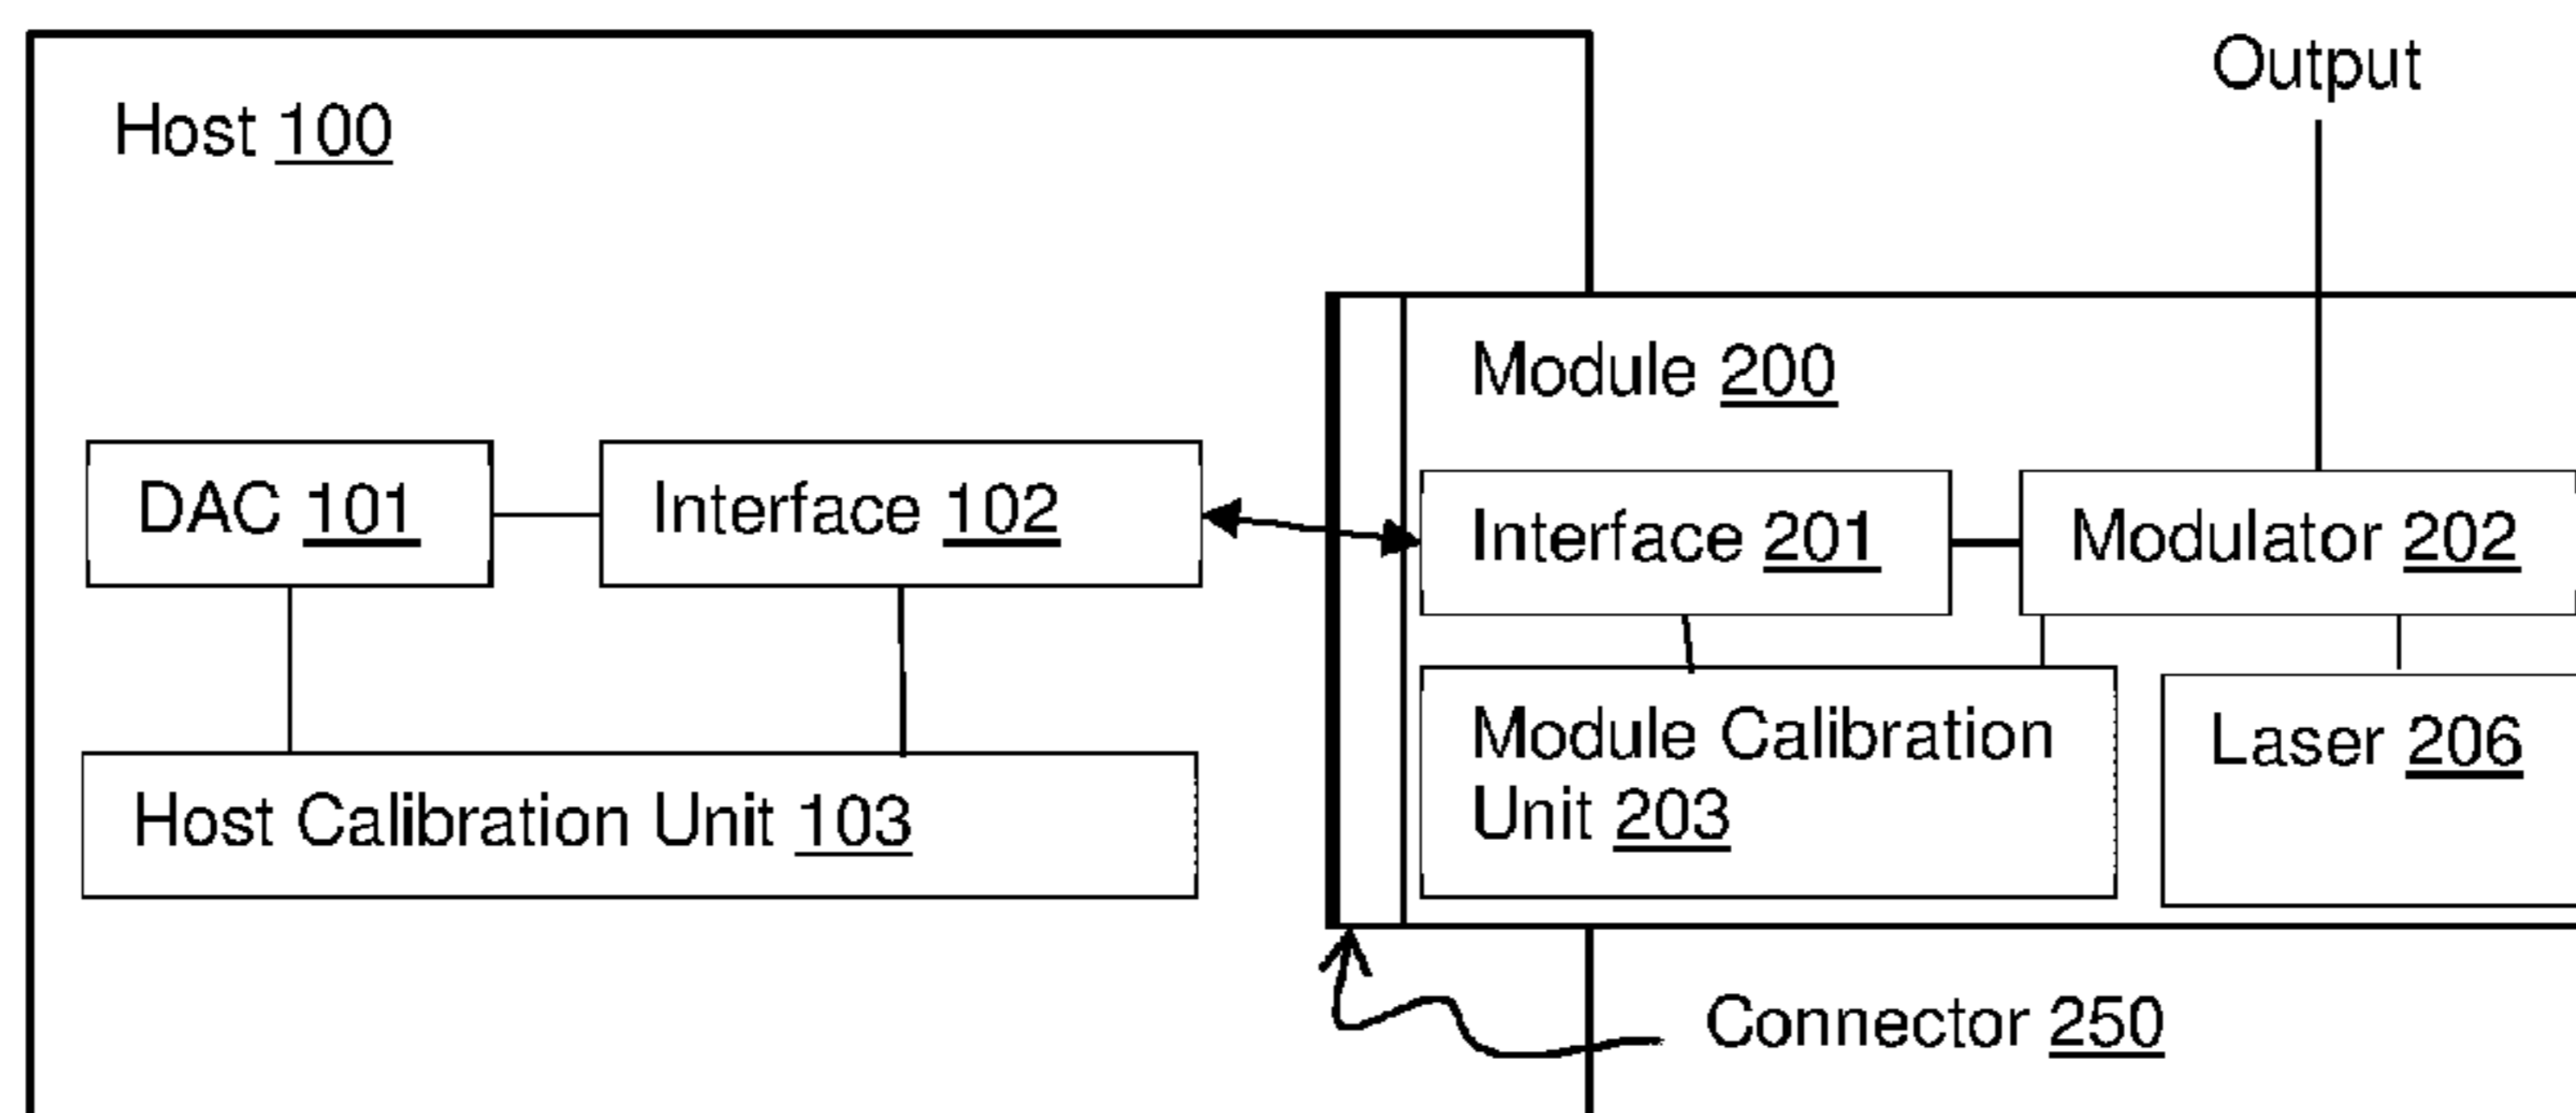 Output
Host 100
Module 200
DAC 101
Interface 102
Interface 201
Modulator 202
Module Calibration
Unit 203
Laser 206
Host Calibration Unit 103
Connector 250